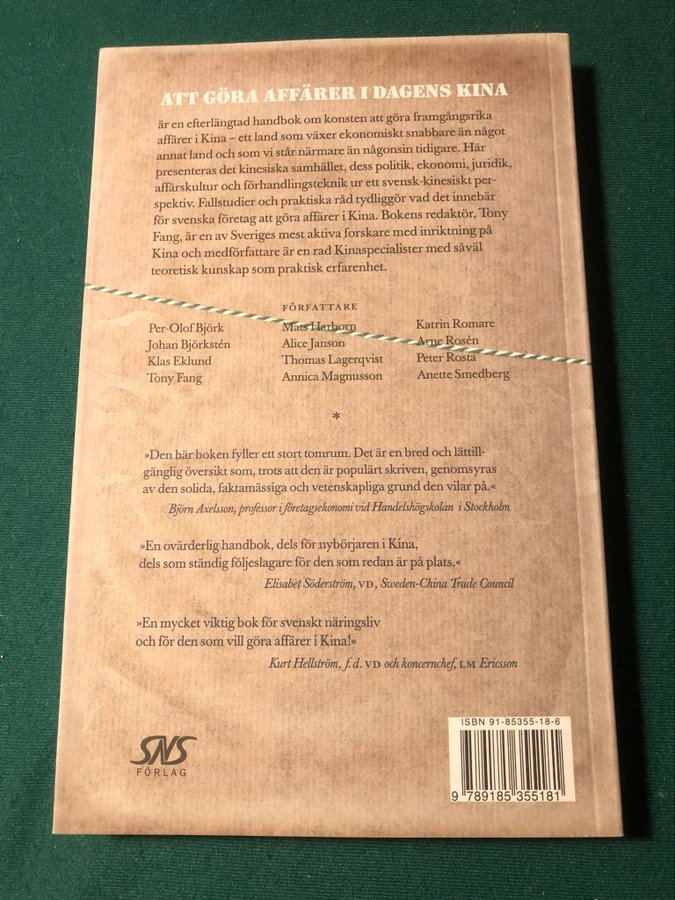 ATT GÖRA AFFÄRER I DAGENS KINA
är en efterlängtad handbok om konsten att göra framgångsrika
affärer i Kina – ett land som växer ekonomiskt snabbare än något
annat land och som vi står närmare än någonsin tidigare. Här
presenteras det kinesiska samhället, dess politik, ekonomi, juridik,
affärskultur och förhandlingsteknik ur ett svensk-kinesiskt per-
spektiv. Fallstudier och praktiska råd tydliggör vad det innebär
för svenska företag att göra affärer i Kina. Bokens redaktör, Tony
Fang, är en av Sveriges mest aktiva forskare med inriktning på
Kina och medförfattare är en rad Kinaspecialister med såväl
teoretisk kunskap som praktisk erfarenhet.
FÖRFATTARE
Per-Olof Björk
Johan Björkstén
Klas Eklund
Tony Fang
Mats Harborn
Alice Janson
Thomas Lagerqvist
Annica Magnusson
Katrin Romare
Arne Rosén
Peter Rosta
Anette Smedberg
*
»Den här boken fyller ett stort tomrum. Det är en bred och lättill-
gänglig översikt som, trots att den är populärt skriven, genomsyras
av den solida, faktamässiga och vetenskapliga grund den vilar på.«
Björn Axelsson, professor i företagsekonomi vid Handelshögskolan i Stockholm
»En ovärderlig handbok, dels för nybörjaren i Kina,
dels som ständig följeslagare för den som redan är på plats.«
Elisabet Söderström, VD, Sweden-China Trade Council
»En mycket viktig bok för svenskt näringsliv
och för den som vill göra affärer i Kina!«
Kurt Hellström, f.d. VD och koncernchef, LM Ericsson
SNS
FÖRLAG
ISBN 91-85355-18-6
9 789185 355181